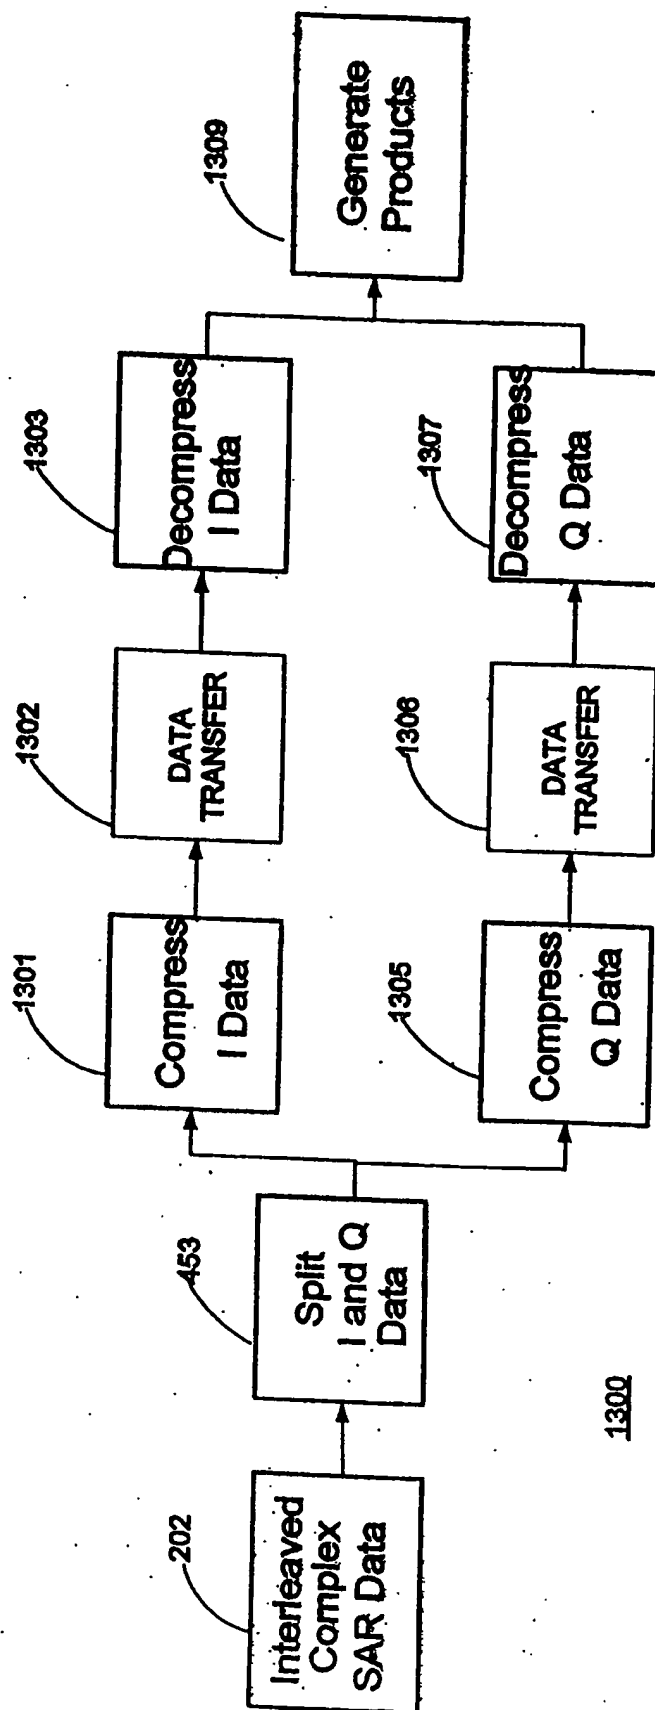 202
Interleaved
Complex
SAR Data
453
Split
I and Q
Data
1301
Compress
I Data
1302
DATA
TRANSFER
1303
Decompress
I Data
1305
Compress
Q Data
1306
DATA
TRANSFER
1307
Decompress
Q Data
1309
Generate
Products
1300